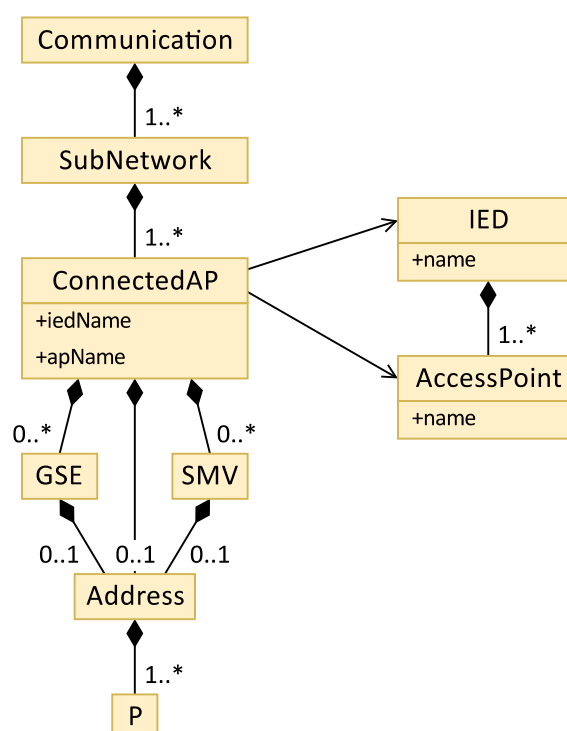 Communication
1..*
SubNetwork
1..*
ConnectedAP
+iedName
+apName
IED
+name
1..*
AccessPoint
+name
0..*
0..*
GSE
SMV
0..1
0..1
0..1
Address
1..*
P